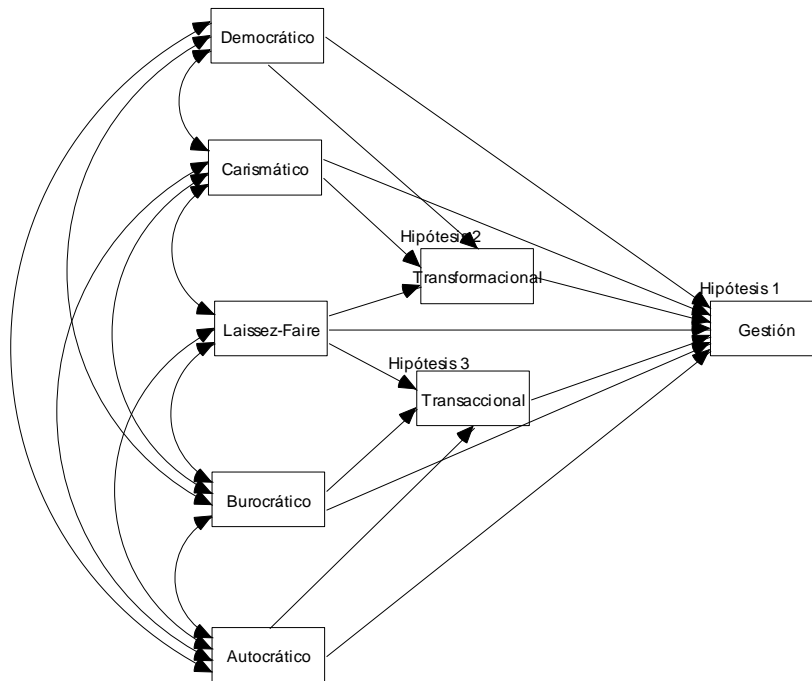 Democrático
Carismático
Hipótesis 2
Transformacional
Hipótesis 1
Laissez-Faire
Gestión
Hipótesis 3
Transaccional
Burocrático
Autocrático